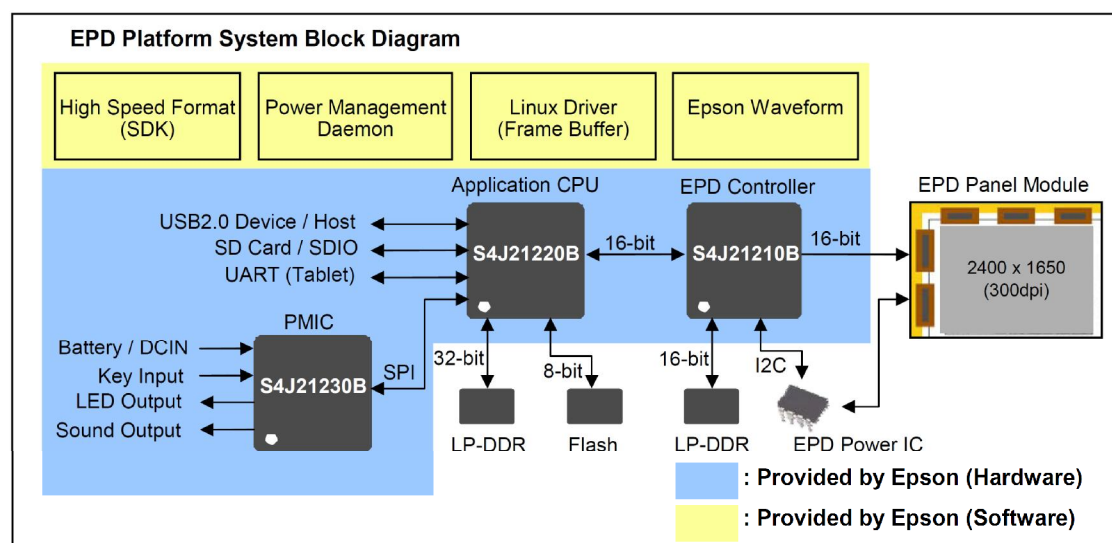 EPD Platform System Block Diagram
High Speed Format
(SDK)
Power Management
Daemon
Linux Driver
(Frame Buffer)
Epson Waveform
Application CPU
EPD Controller
EPD Panel Module
USB2.0 Device / Host
SD Card / SDIO
UART (Tablet)
S4J21220B
16-bit
S4J21210B
16-bit
2400 x 1650
(300dpi)
PMIC
Battery / DCIN
Key Input
LED Output
Sound Output
S4J21230B
SPI
32-bit
8-bit
16-bit
I2C
LP-DDR
Flash
LP-DDR
EPD Power IC
: Provided by Epson (Hardware)
: Provided by Epson (Software)